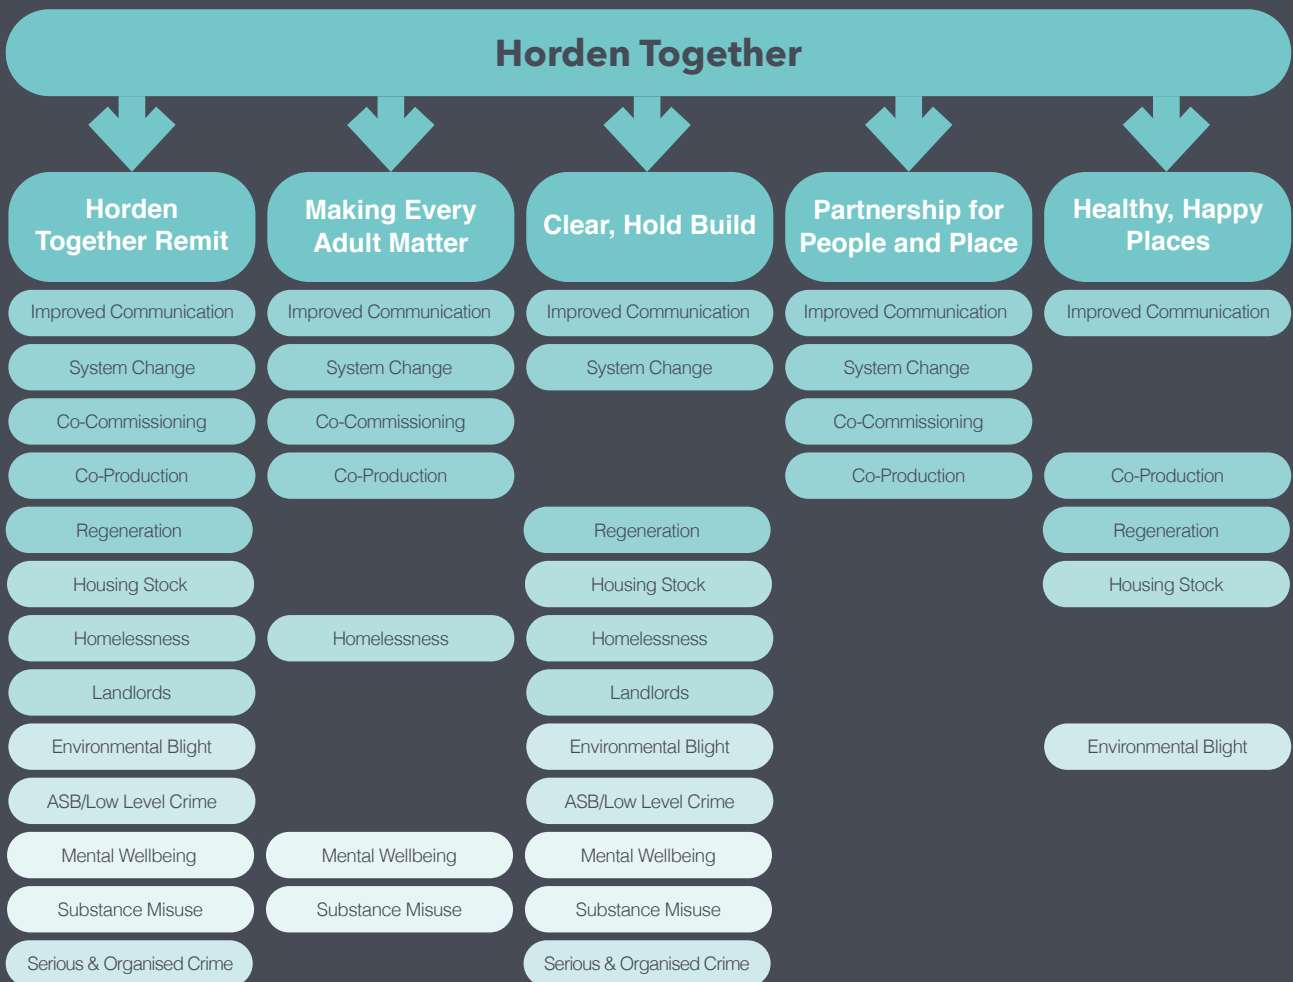 Horden Together
Horden
Together Remit
Making Every
Adult Matter
Clear, Hold Build
Partnership for
People and Place
Healthy, Happy
Places
Improved Communication
Improved Communication
Improved Communication
Improved Communication
Improved Communication
System Change
System Change
System Change
System Change
Co-Commissioning
Co-Commissioning
Co-Commissioning
Co-Production
Co-Production
Co-Production
Co-Production
Regeneration
Regeneration
Regeneration
Housing Stock
Housing Stock
Housing Stock
Homelessness
Homelessness
Homelessness
Landlords
Landlords
Environmental Blight
Environmental Blight
Environmental Blight
ASB/Low Level Crime
ASB/Low Level Crime
Mental Wellbeing
Mental Wellbeing
Mental Wellbeing
Substance Misuse
Substance Misuse
Substance Misuse
Serious & Organised Crime
Serious & Organised Crime